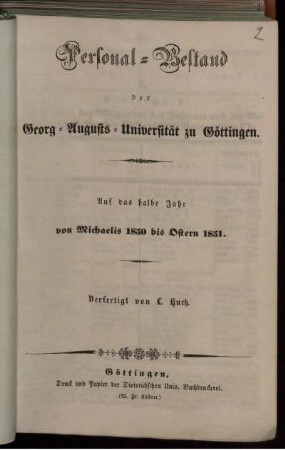 2
Personal-Bestand
der
Georg-Augusts-Universität zu Göttingen.
Auf das halbe Jahr
von Michaelis 1850 bis Ostern 1851.
Verfertigt von L. Huch.
Göttingen,
Druck und Papier der Dieterichschen Univ. Buchdruckerei.
(W. Fr. Kästner.)